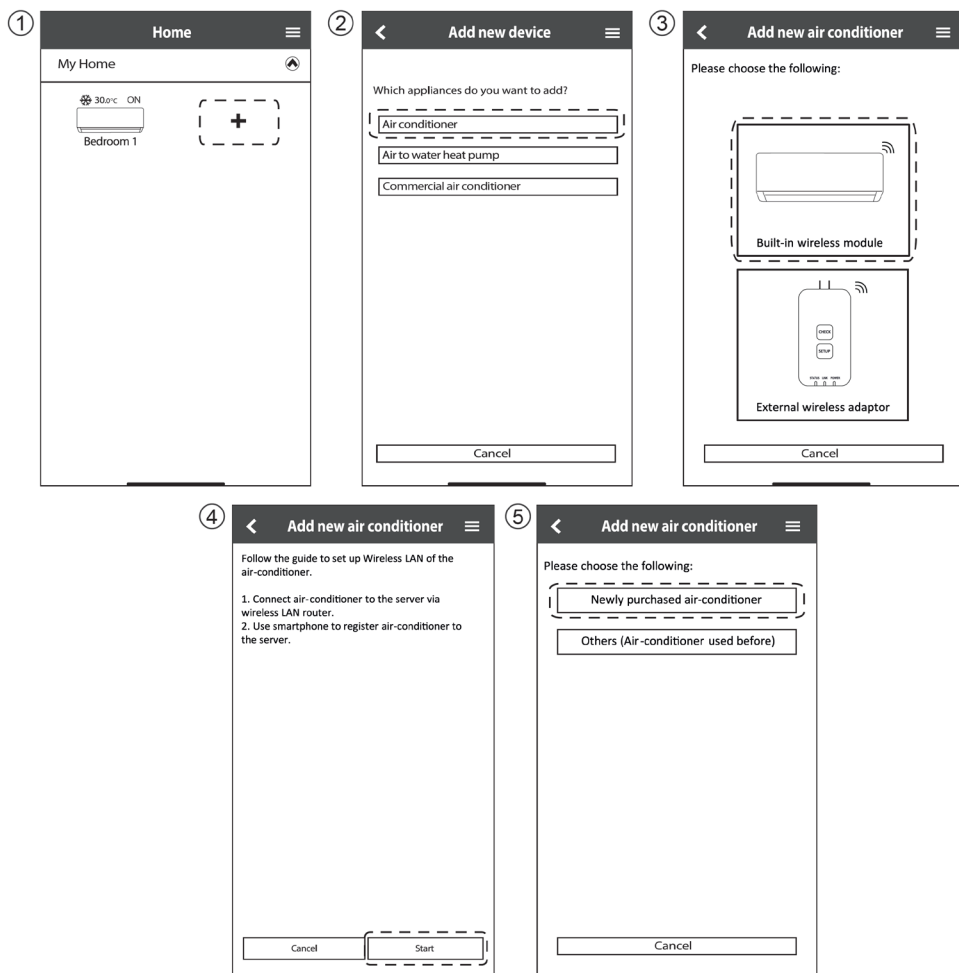 ①
Home
My Home
30.0°C ON
+
Bedroom 1
②
Add new device
Which appliances do you want to add?
Air conditioner
Air to water heat pump
Commercial air conditioner
Cancel
③
Add new air conditioner
Please choose the following:
Built-in wireless module
CHECK
SETUP
STATUS LINK POWER
External wireless adaptor
Cancel
④
Add new air conditioner
Follow the guide to set up Wireless LAN of the
air-conditioner.
1. Connect air-conditioner to the server via
wireless LAN router.
2. Use smartphone to register air-conditioner to
the server.
Cancel
Start
⑤
Add new air conditioner
Please choose the following:
Newly purchased air-conditioner
Others (Air-conditioner used before)
Cancel